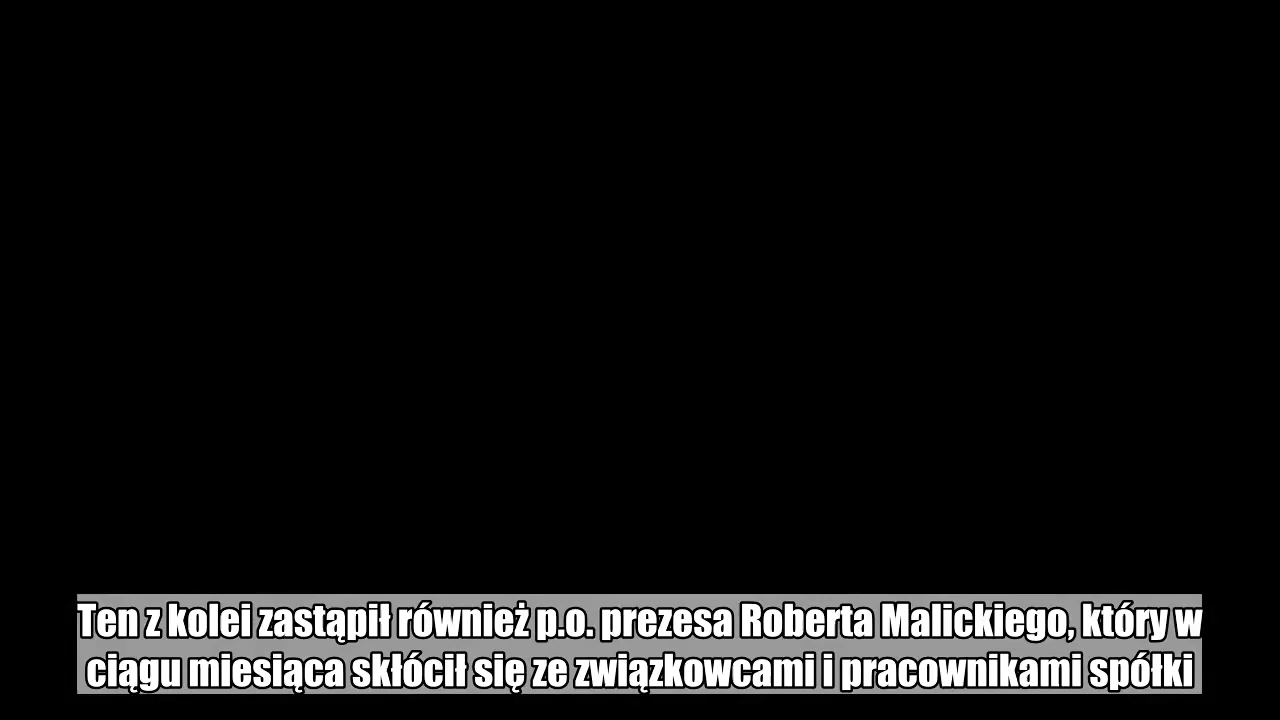 Ten z kolei zastąpił również p.o. prezesa Roberta Malickiego, który w
ciągu miesiąca skłócił się ze związkowcami i pracownikami spółki